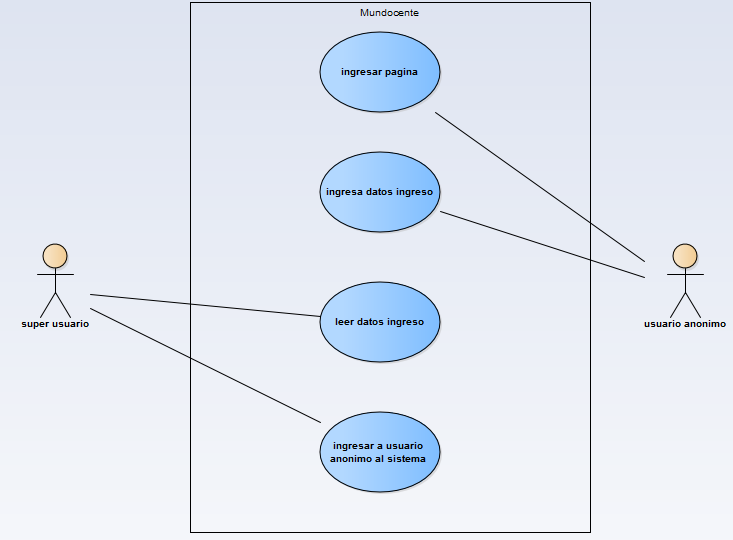 Mundocente
ingresar pagina
ingresa datos ingreso
leer datos ingreso
ingresar a usuario
anonimo al sistema
super usuario
usuario anonimo